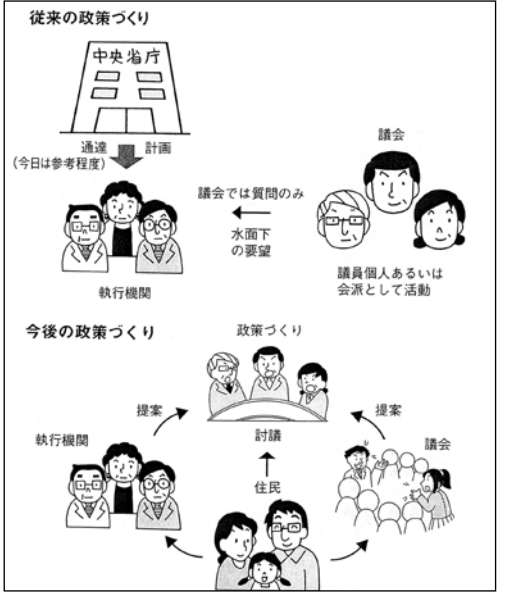 従来の政策づくり
中央省庁
通達 計画
(今日は参考程度)
執行機関
議会では質問のみ
水面下
の要望
議会
議員個人あるいは
会派として活動
今後の政策づくり
政策づくり
提案
提案
執行機関
討議
議会
住民